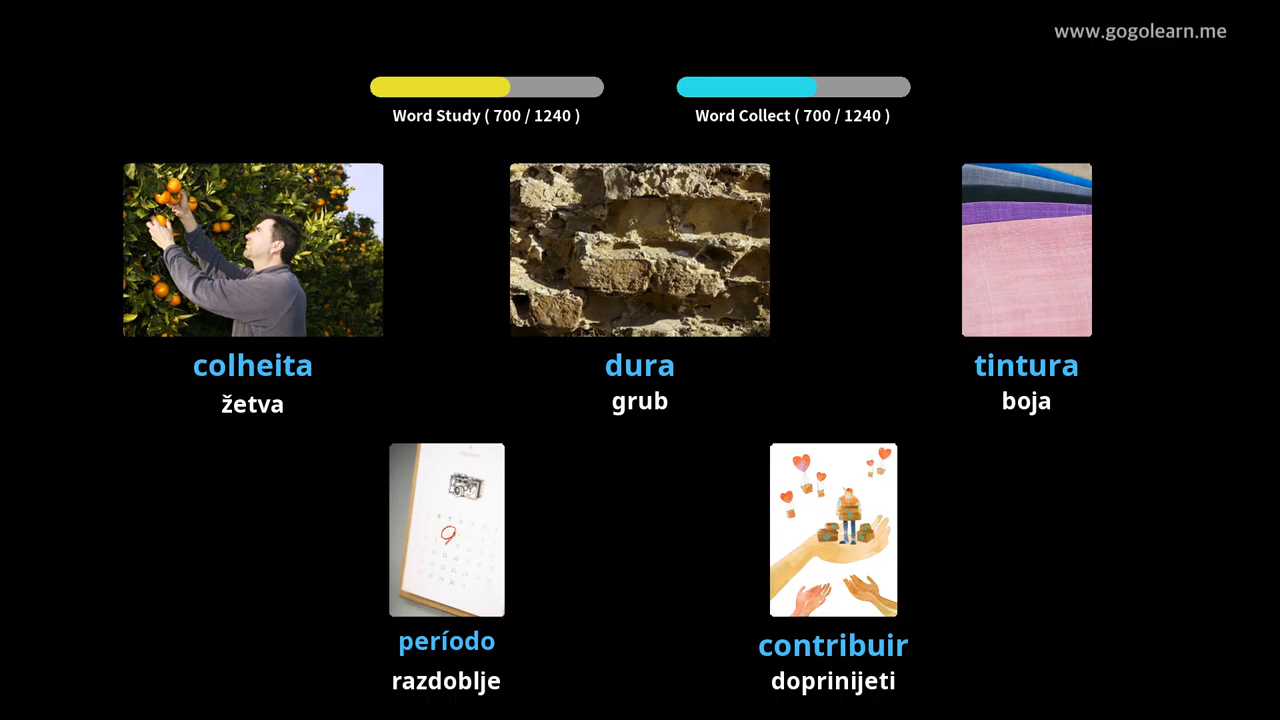 www.gogolearn.me
Word Study ( 700 / 1240 )
Word Collect ( 700 / 1240 )
colheita
žetva
dura
grub
tintura
boja
período
razdoblje
contribuir
doprinijeti